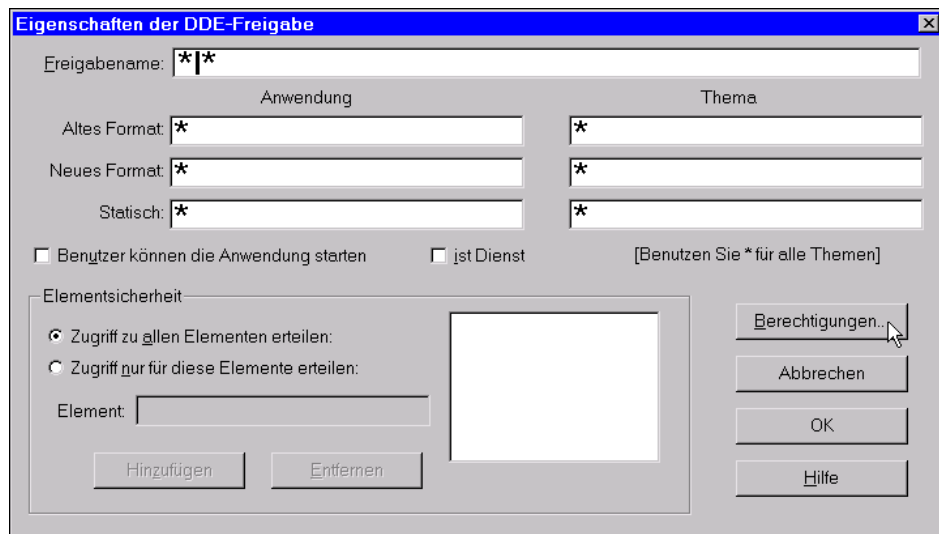 Eigenschaften der DDE-Freigabe
Freigabename: *|*
Anwendung Thema
Altes Format: * *
Neues Format: * *
Statisch: * *
Benutzer können die Anwendung starten ist Dienst [Benutzen Sie * für alle Themen]
Elementsicherheit
Zugriff zu allen Elementen erteilen:
Zugriff nur für diese Elemente erteilen:
Element:
Hinzufügen Entfernen
Berechtigungen...
Abbrechen
OK
Hilfe